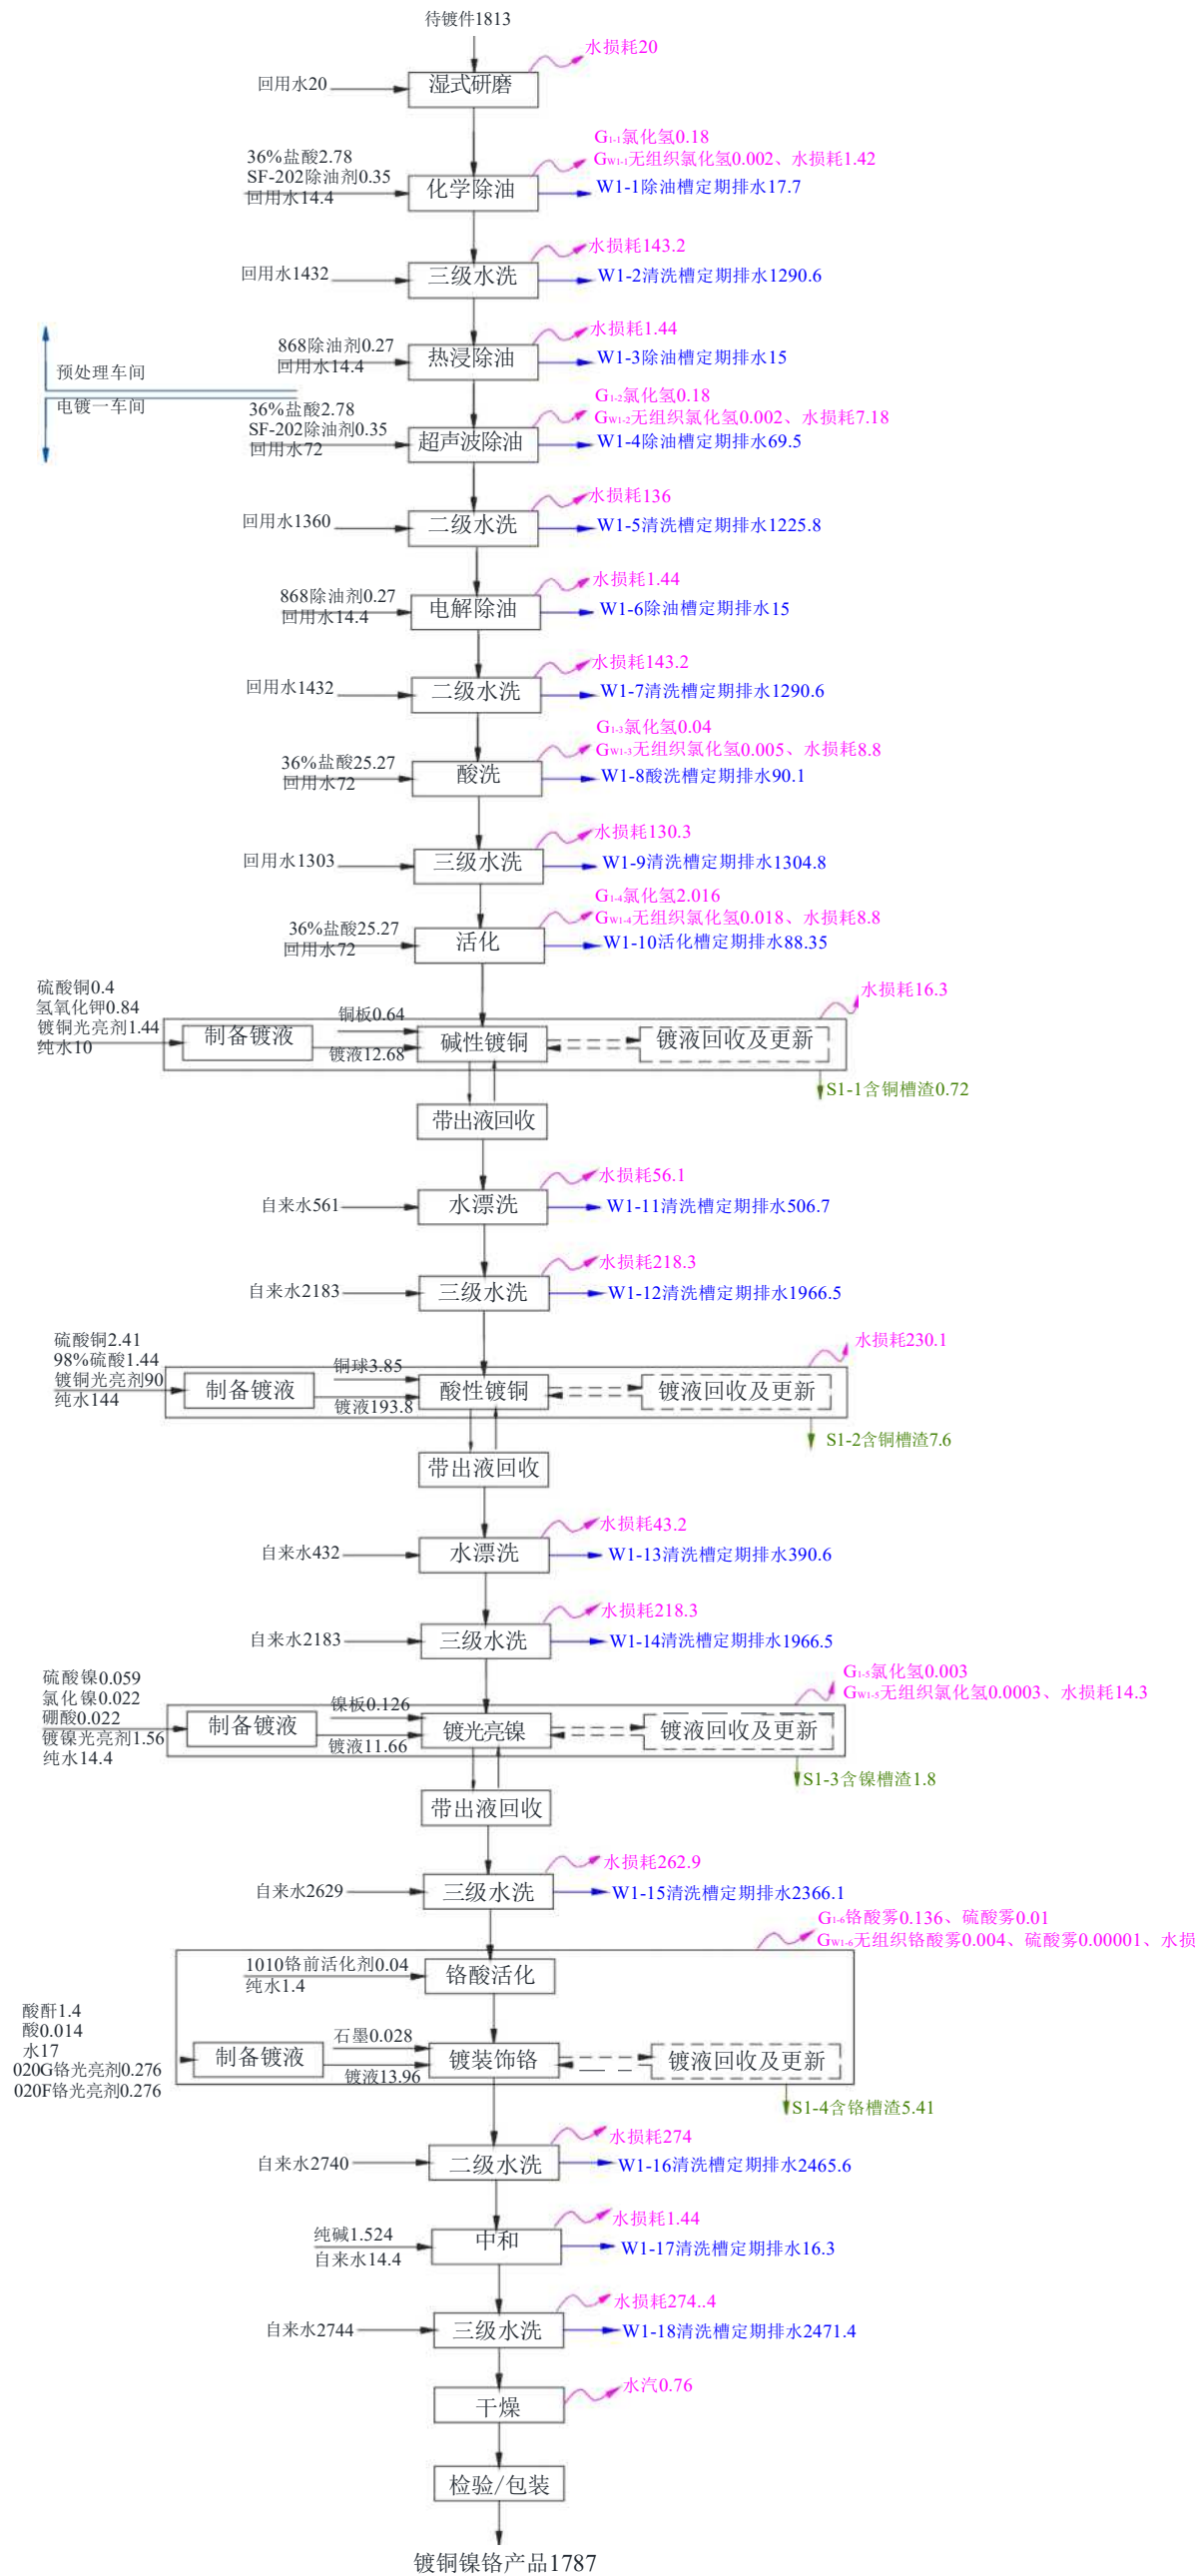 待镀件1813
水损耗20
回用水20
湿式研磨
G1-1氯化氢0.18
GW1-1无组织氯化氢0.002、水损耗1.42
36%盐酸2.78
SF-202除油剂0.35
回用水14.4
化学除油
W1-1除油槽定期排水17.7
水损耗143.2
回用水1432
三级水洗
W1-2清洗槽定期排水1290.6
水损耗1.44
868除油剂0.27
回用水14.4
热浸除油
W1-3除油槽定期排水15
预处理车间
电镀一车间
G1-2氯化氢0.18
GW1-2无组织氯化氢0.002、水损耗7.18
36%盐酸2.78
SF-202除油剂0.35
回用水72
超声波除油
W1-4除油槽定期排水69.5
水损耗136
回用水1360
二级水洗
W1-5清洗槽定期排水1225.8
水损耗1.44
868除油剂0.27
回用水14.4
电解除油
W1-6除油槽定期排水15
水损耗143.2
回用水1432
二级水洗
W1-7清洗槽定期排水1290.6
G1-3氯化氢0.04
GW1-3无组织氯化氢0.005、水损耗8.8
36%盐酸25.27
回用水72
酸洗
W1-8酸洗槽定期排水90.1
水损耗130.3
回用水1303
三级水洗
W1-9清洗槽定期排水1304.8
G1-4氯化氢2.016
GW1-4无组织氯化氢0.018、水损耗8.8
36%盐酸25.27
回用水72
活化
W1-10活化槽定期排水88.35
水损耗16.3
硫酸铜0.4
氢氧化钾0.84
镀铜光亮剂1.44
纯水10
制备镀液
铜板0.64
镀液12.68
碱性镀铜
镀液回收及更新
S1-1含铜槽渣0.72
带出液回收
水损耗56.1
自来水561
水漂洗
W1-11清洗槽定期排水506.7
水损耗218.3
自来水2183
三级水洗
W1-12清洗槽定期排水1966.5
水损耗230.1
硫酸铜2.41
98%硫酸1.44
镀铜光亮剂90
纯水144
制备镀液
铜球3.85
镀液193.8
酸性镀铜
镀液回收及更新
S1-2含铜槽渣7.6
带出液回收
水损耗43.2
自来水432
水漂洗
W1-13清洗槽定期排水390.6
水损耗218.3
自来水2183
三级水洗
W1-14清洗槽定期排水1966.5
G1-5氯化氢0.003
GW1-5无组织氯化氢0.0003、水损耗14.3
硫酸镍0.059
氯化镍0.022
硼酸0.022
镀镍光亮剂1.56
纯水14.4
制备镀液
镍板0.126
镀液11.66
镀光亮镍
镀液回收及更新
S1-3含镍槽渣1.8
带出液回收
水损耗262.9
自来水2629
三级水洗
W1-15清洗槽定期排水2366.1
G1-6铬酸雾0.136、硫酸雾0.01
GW1-6无组织铬酸雾0.004、硫酸雾0.00001、水损
1010铬前活化剂0.04
纯水1.4
铬酸活化
酸酐1.4
酸0.014
水17
020G铬光亮剂0.276
020F铬光亮剂0.276
制备镀液
石墨0.028
镀液13.96
镀装饰铬
镀液回收及更新
S1-4含铬槽渣5.41
水损耗274
自来水2740
二级水洗
W1-16清洗槽定期排水2465.6
水损耗1.44
纯碱1.524
自来水14.4
中和
W1-17清洗槽定期排水16.3
水损耗274..4
自来水2744
三级水洗
W1-18清洗槽定期排水2471.4
水汽0.76
干燥
检验/包装
镀铜镍铬产品1787